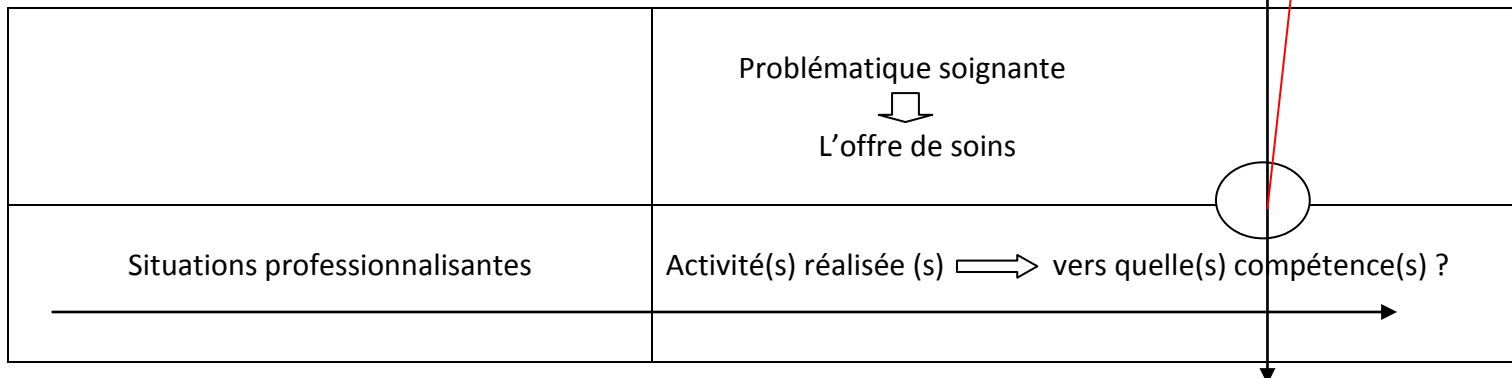 Problématique soignante
L’offre de soins
Situations professionnalisantes
Activité(s) réalisée (s) vers quelle(s) compétence(s) ?